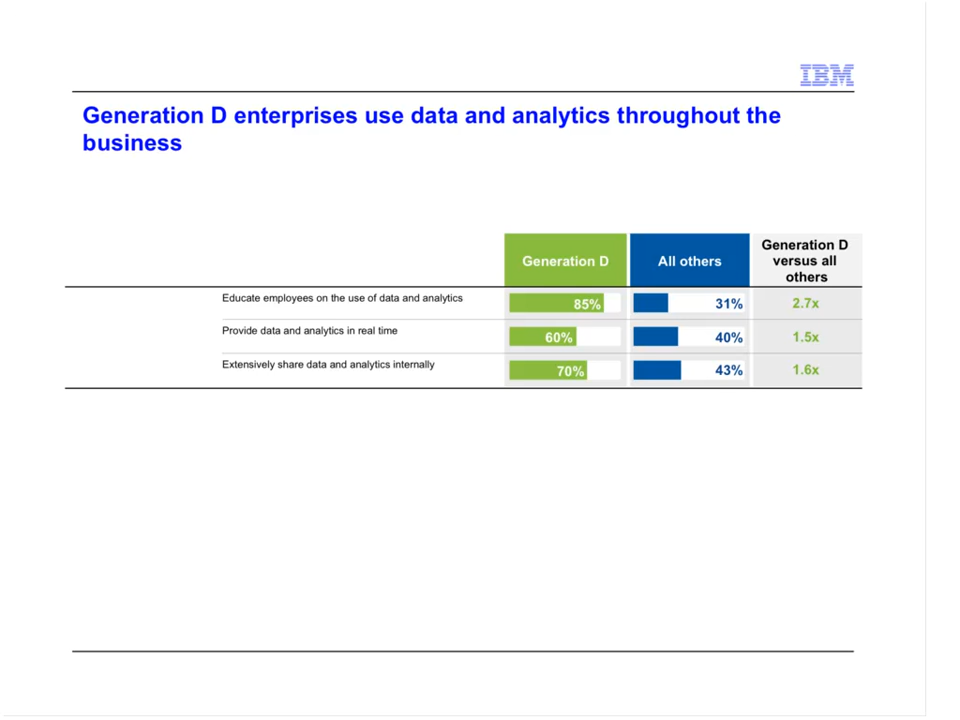 IBM
Generation D enterprises use data and analytics throughout the
business
Generation D
All others
Generation D
versus all
others
Educate employees on the use of data and analytics
85%
31%
2.7x
Provide data and analytics in real time
60%
40%
1.5x
Extensively share data and analytics internally
70%
43%
1.6x